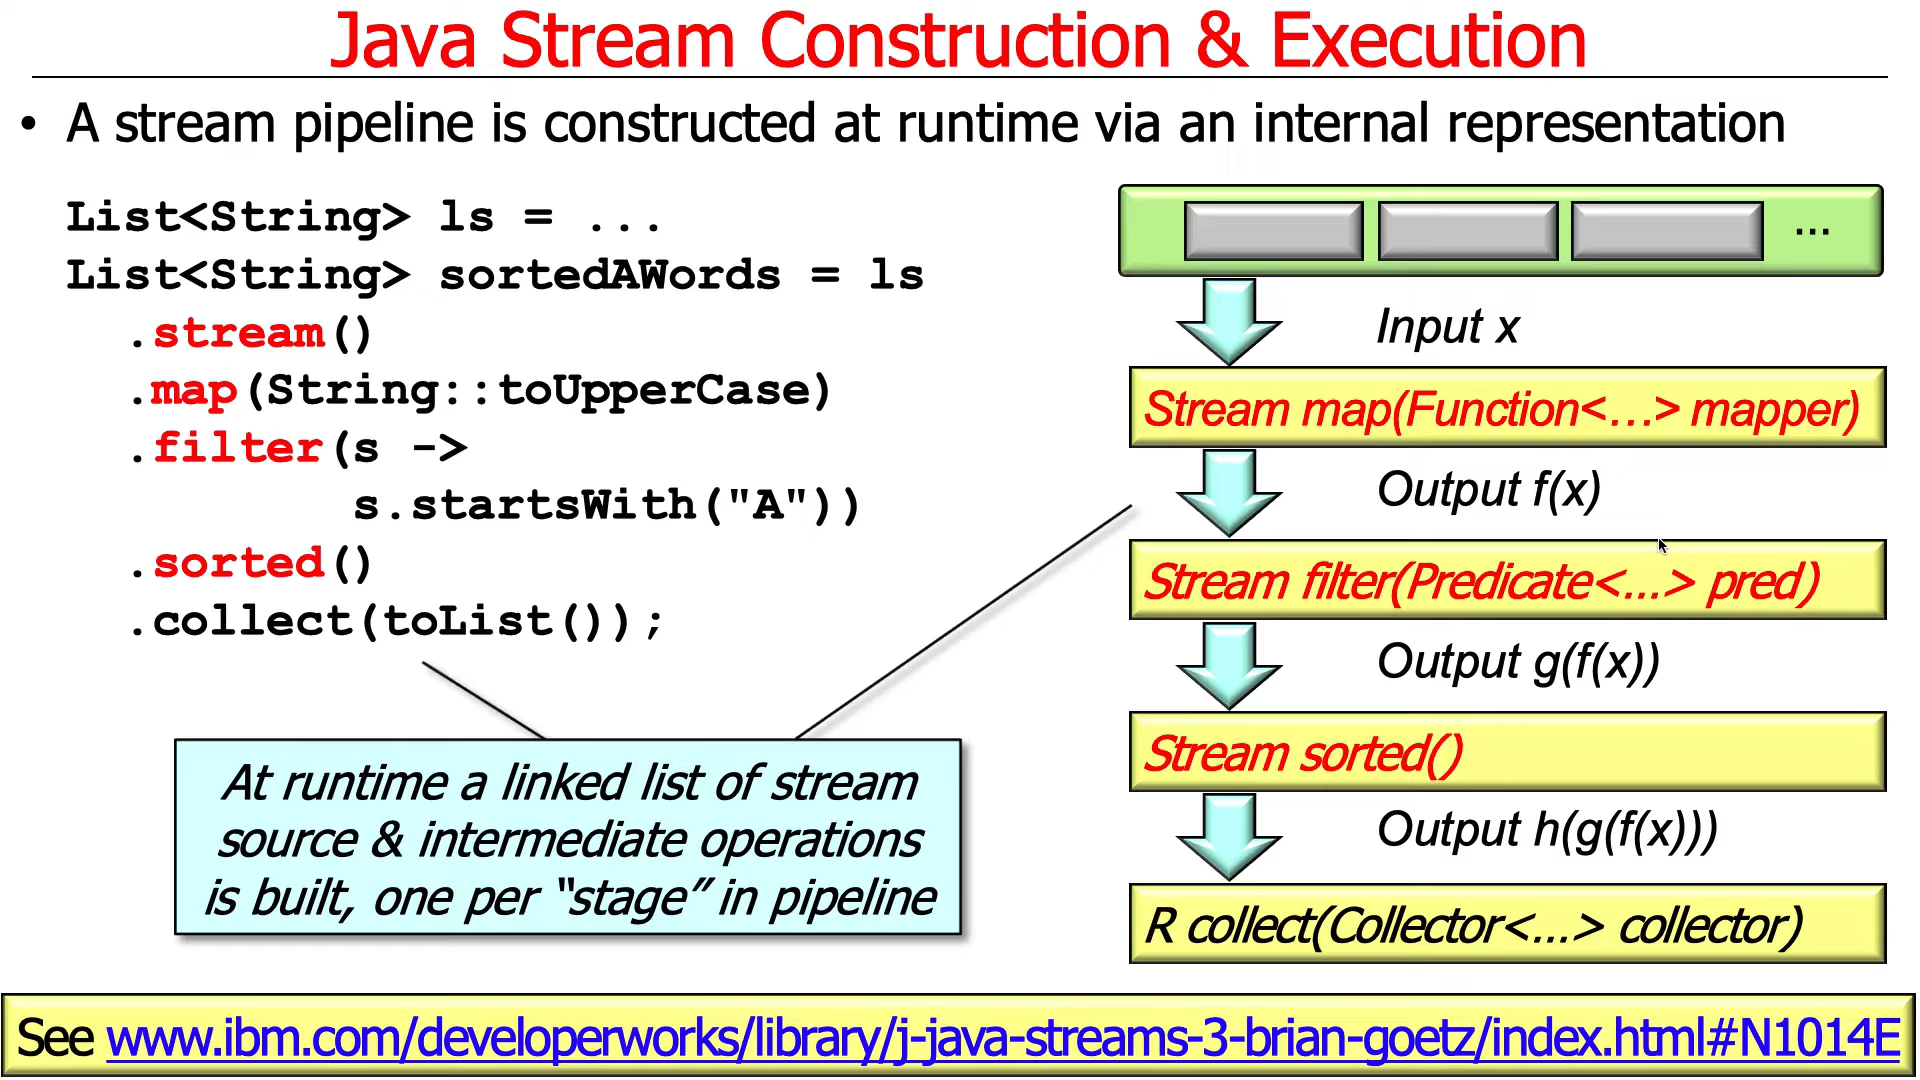 Java Stream Construction & Execution
• A stream pipeline is constructed at runtime via an internal representation
List<String> ls = ...
List<String> sortedAWords = ls
.stream()
.map(String::toUpperCase)
.filter(s ->
s.startsWith("A"))
.sorted()
.collect(toList());
At runtime a linked list of stream
source & intermediate operations
is built, one per “stage” in pipeline
...
Input x
Stream map(Function<...> mapper)
Output f(x)
Stream filter(Predicate<...> pred)
Output g(f(x))
Stream sorted()
Output h(g(f(x)))
R collect(Collector<...> collector)
See www.ibm.com/developerworks/library/j-java-streams-3-brian-goetz/index.html#N1014E